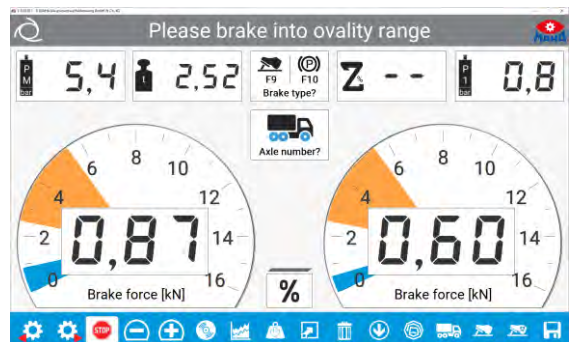 Please brake into ovality range
MAHA
P M bar
5,4
t
2,52
F9 F10
Brake type?
Z % --
P 1 bar
0,8
Axle number?
0 2 4 6 8 10 12 14 16
0,87
Brake force [kN]
%
0 2 4 6 8 10 12 14 16
0,60
Brake force [kN]
STOP